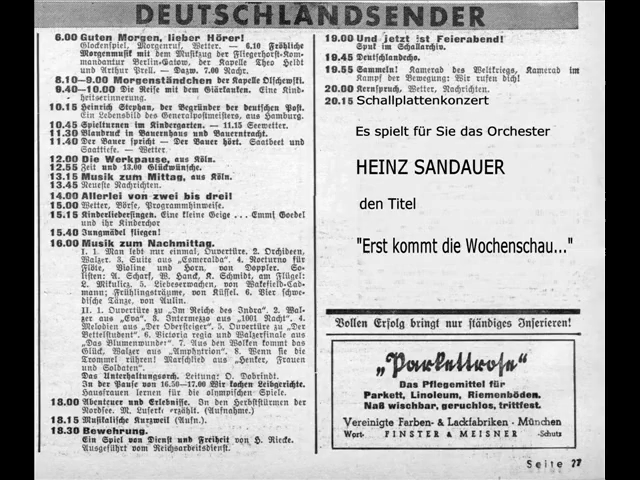 DEUTSCHLANDSENDER
6.00 Guten Morgen, lieber Hörer!
Glockenspiel, Morgenruf, Wetter. — 6.10 Fröhliche
Morgenmusik mit dem Musikzug der Fliegerhorst-Kom-
mandantur Berlin-Gatow, der Kapelle Theo Heldt
und Arthur Prell. — Dazw. 7.00 Nachr.
8.10—9.00 Morgenständchen der Kapelle Olschewski.
9.40—10.00 Die Reise mit dem Giärkanken. Eine Kin-
dheitserinnerung.
10.15 Heinrich Stephan, der Begründer der deutschen Post.
Ein Lebensbild des Generalpostmeisters, aus Hamburg.
10.45 Spielturnen im Kindergarten. — 11.15 Seewetter.
11.30 Blaudruck in Bauernhaus und Bauerntracht.
11.40 Der Bauer spricht — Der Bauer hört. Saatbeet und
Saattiefe. — Wetter.
12.00 Die Werkpause, aus Köln.
12.55 Zeit und 13.00 Glückwünsche.
13.15 Musik zum Mittag, aus Köln.
13.45 Neueste Nachrichten.
14.00 Allerlei von zwei bis drei!
15.00 Wetter, Börse, Programmhinweise.
15.15 Kinderliedersingen. Eine kleine Geige ... Emmi Goedel
und ihr Kinderchor
15.40 Jungmädel fliegen!
16.00 Musik zum Nachmittag.
I. 1. Man lebt nur einmal, Ouvertüre. 2. Orchideen,
Walzer. 3. Suite aus „Esmeralda“. 4. Notturno für
Flöte, Violine und Horn, von Doppler. So-
listen: A. Scharf, W. Hanck, K. Schmidt, am Flügel:
L. Mikulicz. 5. Liebeserwachen, von Wakefield-Cad-
mann; Frühlingsträume, von Küssel. 6. Vier schwe-
dische Tänze, von Aulin.
II. 1. Ouvertüre zu „Im Reiche des Indra“. 2. Wal-
zer aus „Eva“. 3. Intermezzo aus „1001 Nacht“. 4.
Melodien aus „Der Obersteiger“. 5. Ouvertüre zu „Der
Bettelstudent“. 6. Victoria regia und Walzerfinale aus
„Das Blumenwunder“. 7. Aus den Wolken kommt das
Glück, Walzer aus „Amphitrion“. 8. Wenn sie die
Trommel rühren! Marschlied aus „Henker, Frauen
und Soldaten“.
Das Unterhaltungsorch. Leitung: O. Dobrindt.
In der Pause von 16.50—17.00 Wir kochen Leibgerichte.
Hausfrauen lernen für die olympischen Spiele.
18.00 Abenteuer und Erlebnisse. In den Herbststürmen der
Nordsee. M. Luserke erzählt. (Aufnahme.)
18.15 Musikalische Kurzweil (Aufn.).
18.30 Bewehrung.
Ein Spiel von Dienst und Freiheit von H. Riecke.
Ausgeführt vom Reichsarbeitsdienst.
19.00 Und jetzt ist Feierabend!
Spuk im Schallarchiv.
19.45 Deutschlandecho.
19.55 Sammeln! Kamerad des Weltkriegs, Kamerad im
Kampf der Bewegung: Wir rufen dich!
20.00 Kernspruch, Wetter, Nachrichten.
20.15 Schallplattenkonzert
Es spielt für Sie das Orchester
HEINZ SANDAUER
den Titel
"Erst kommt die Wochenschau..."
Vollen Erfolg bringt nur ständiges Inserieren!
„Parkettrose“
Das Pflegemittel für
Parkett, Linoleum, Riemenböden.
Naß wischbar, geruchlos, trittfest.
Vereinigte Farben- & Lackfabriken · München
Wort- FINSTER & MEISNER -Schutz
Seite 27